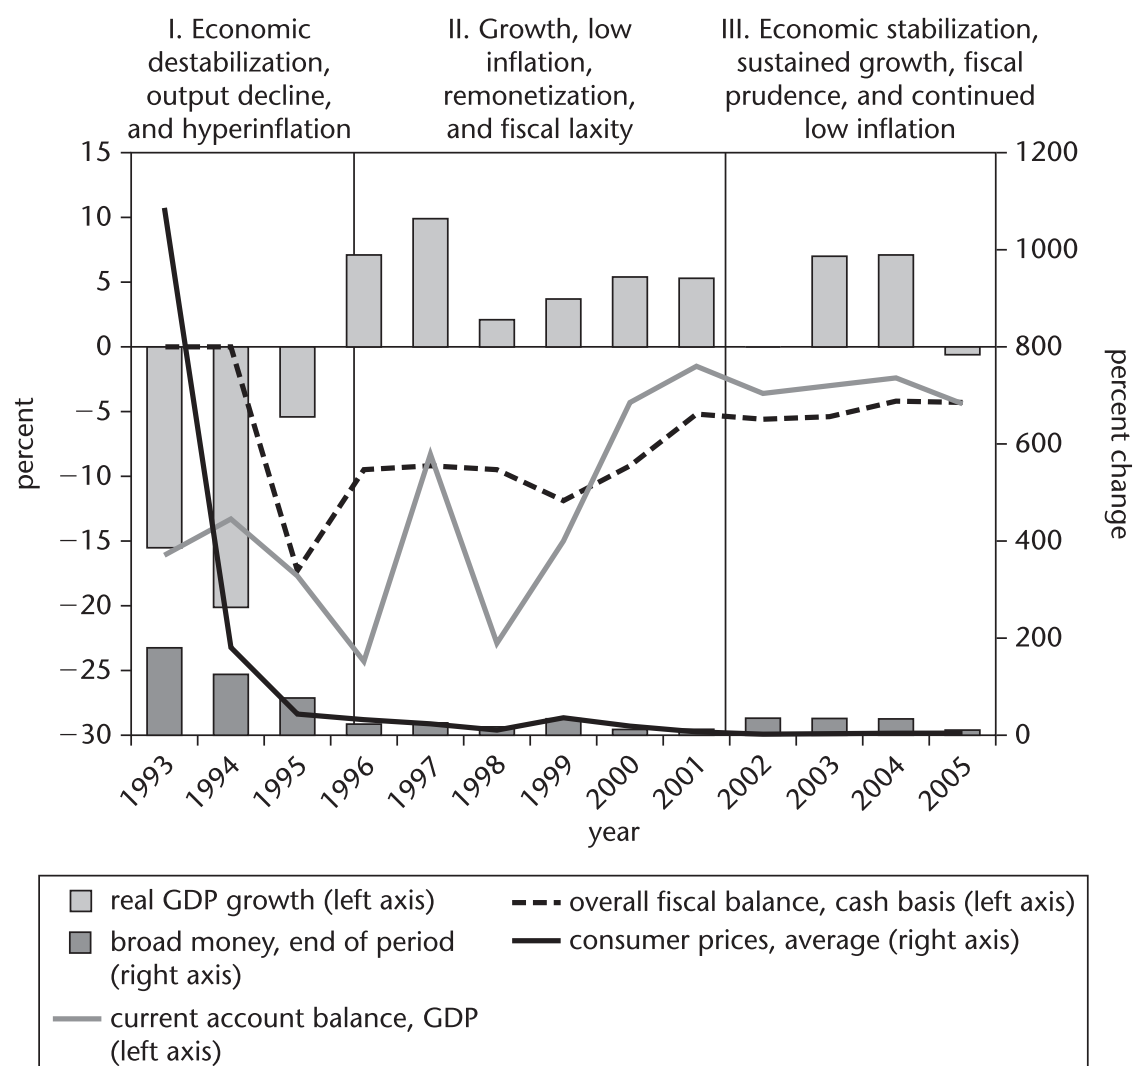 I. Economic
destabilization,
output decline,
and hyperinflation
II. Growth, low
inflation,
remonetization,
and fiscal laxity
III. Economic stabilization,
sustained growth, fiscal
prudence, and continued
low inflation
15
10
5
0
−5
−10
−15
−20
−25
−30
percent
1200
1000
800
600
400
200
0
percent change
1993
1994
1995
1996
1997
1998
1999
2000
2001
2002
2003
2004
2005
year
real GDP growth (left axis)
broad money, end of period
(right axis)
current account balance, GDP
(left axis)
overall fiscal balance, cash basis (left axis)
consumer prices, average (right axis)